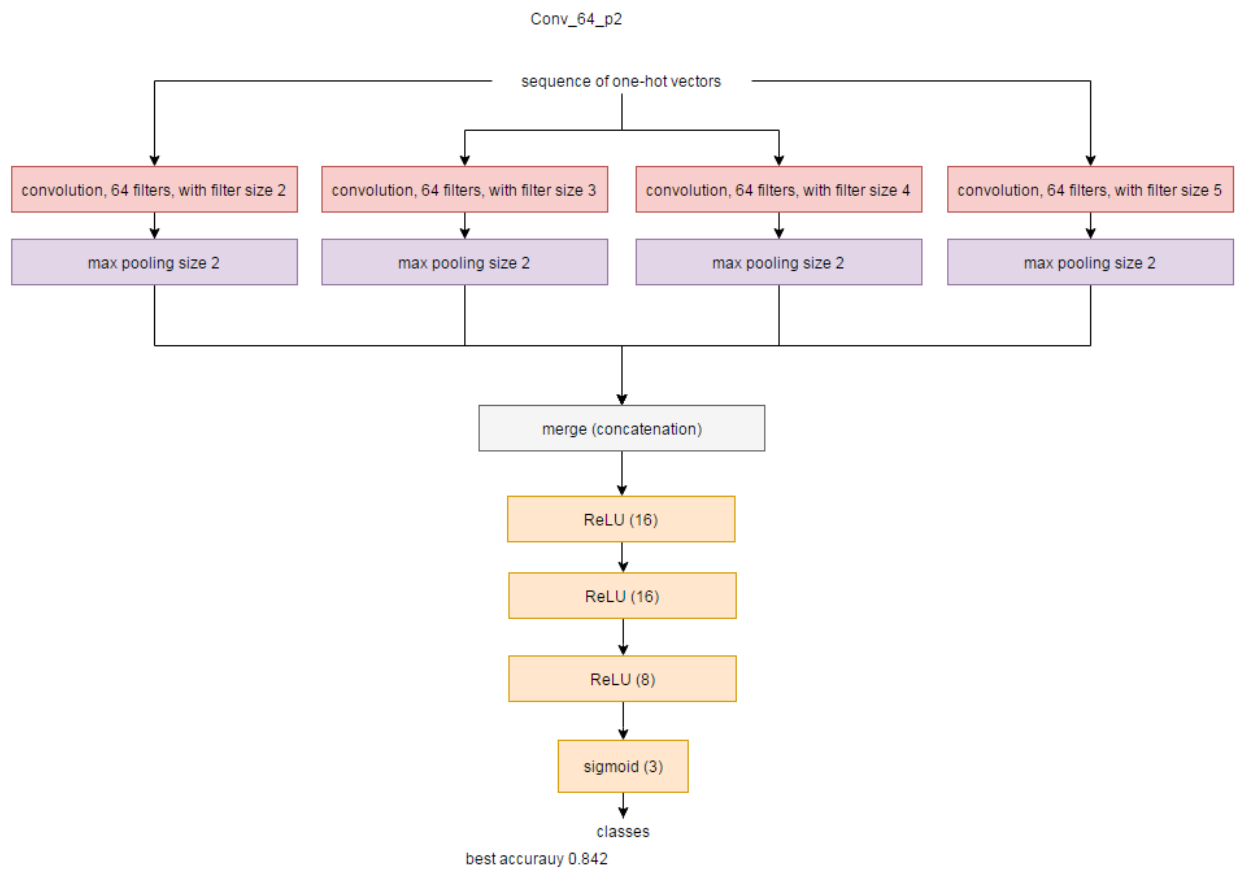 Conv_64_p2
sequence of one-hot vectors
convolution, 64 filters, with filter size 2
convolution, 64 filters, with filter size 3
convolution, 64 filters, with filter size 4
convolution, 64 filters, with filter size 5
max pooling size 2
max pooling size 2
max pooling size 2
max pooling size 2
merge (concatenation)
ReLU (16)
ReLU (16)
ReLU (8)
sigmoid (3)
classes
best accurauy 0.842